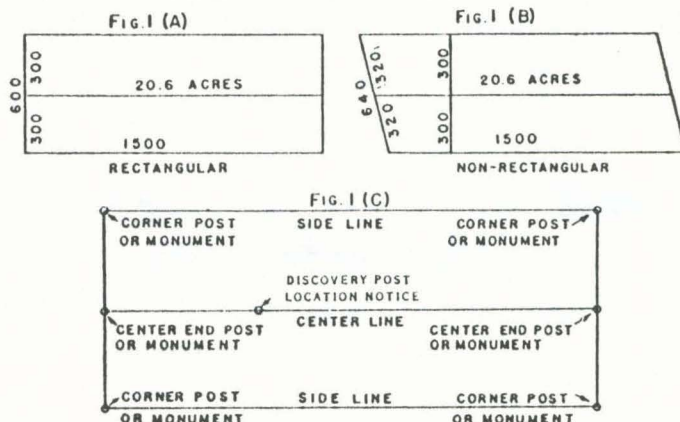 FIG. 1 (A)
600
300
300
20.6 ACRES
1500
RECTANGULAR
FIG. 1 (B)
640
320
320
300
300
20.6 ACRES
1500
NON-RECTANGULAR
FIG. 1 (C)
CORNER POST
OR MONUMENT
SIDE LINE
CORNER POST
OR MONUMENT
DISCOVERY POST
LOCATION NOTICE
CENTER END POST
OR MONUMENT
CENTER LINE
CENTER END POST
OR MONUMENT
CORNER POST
OR MONUMENT
SIDE LINE
CORNER POST
OR MONUMENT